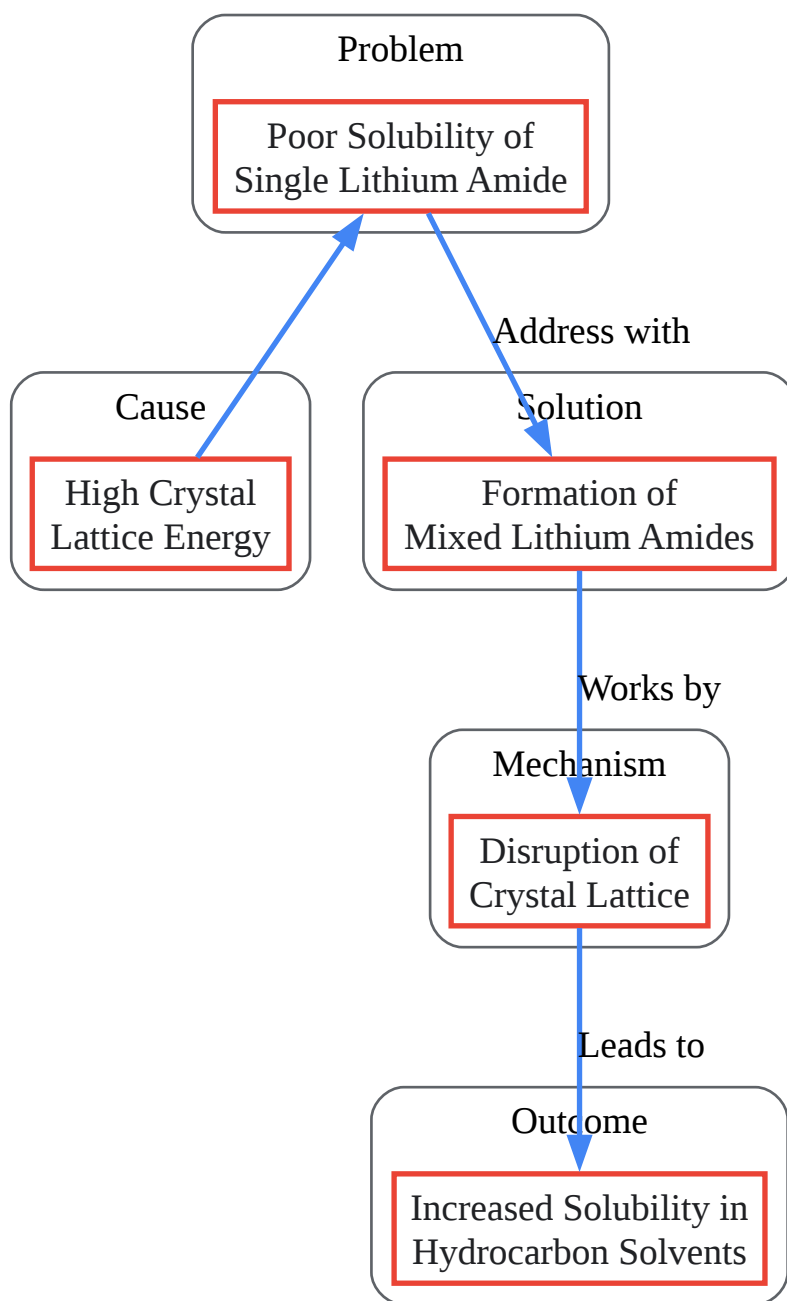 Problem
Poor Solubility of
Single Lithium Amide
Address with
Cause
High Crystal
Lattice Energy
Solution
Formation of
Mixed Lithium Amides
Works by
Mechanism
Disruption of
Crystal Lattice
Leads to
Outcome
Increased Solubility in
Hydrocarbon Solvents